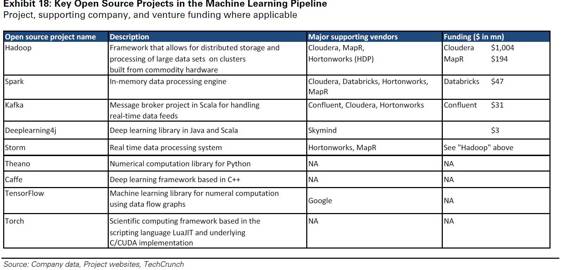 Exhibit 18: Key Open Source Projects in the Machine Learning Pipeline
Project, supporting company, and venture funding where applicable
Open source project name Description Major supporting vendors Funding ($ in mn)
Hadoop Framework that allows for distributed storage and Cloudera, MapR, Cloudera $1,004
processing of large data sets on clusters Hortonworks (HDP) MapR $194
built from commodity hardware
Spark In-memory data processing engine Cloudera, Databricks, Hortonworks, Databricks $47
MapR
Kafka Message broker project in Scala for handling Confluent, Cloudera, Hortonworks Confluent $31
real-time data feeds
Deeplearning4j Deep learning library in Java and Scala Skymind $3
Storm Real time data processing system Hortonworks, MapR See "Hadoop" above
Theano Numerical computation library for Python NA NA
Caffe Deep learning framework based in C++ NA NA
TensorFlow Machine learning library for numeral computation
using data flow graphs Google NA
Torch Scientific computing framework based in the NA NA
scripting language LuaJIT and underlying
C/CUDA implementation
Source: Company data, Project websites, TechCrunch